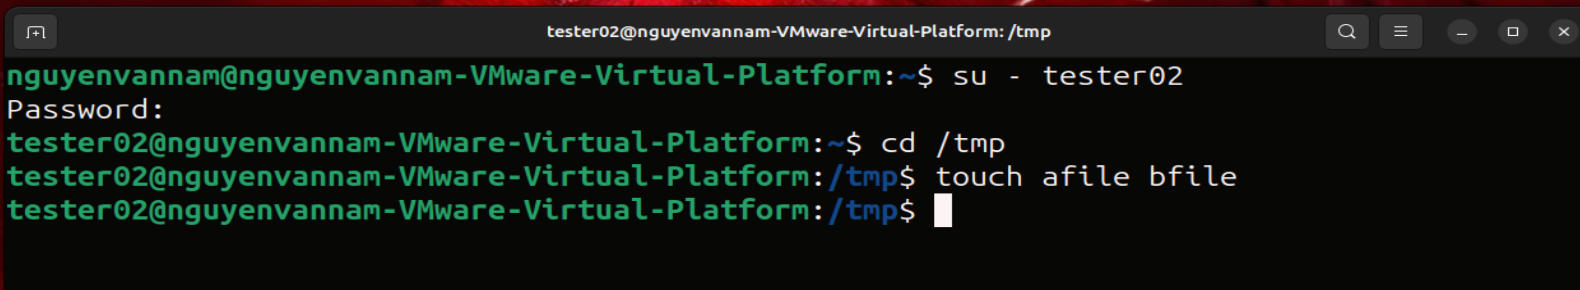 tester02@nguyenvannam-VMware-Virtual-Platform: /tmp
nguyenvannam@nguyenvannam-VMware-Virtual-Platform:~$ su - tester02
Password:
tester02@nguyenvannam-VMware-Virtual-Platform:~$ cd /tmp
tester02@nguyenvannam-VMware-Virtual-Platform:/tmp$ touch afile bfile
tester02@nguyenvannam-VMware-Virtual-Platform:/tmp$